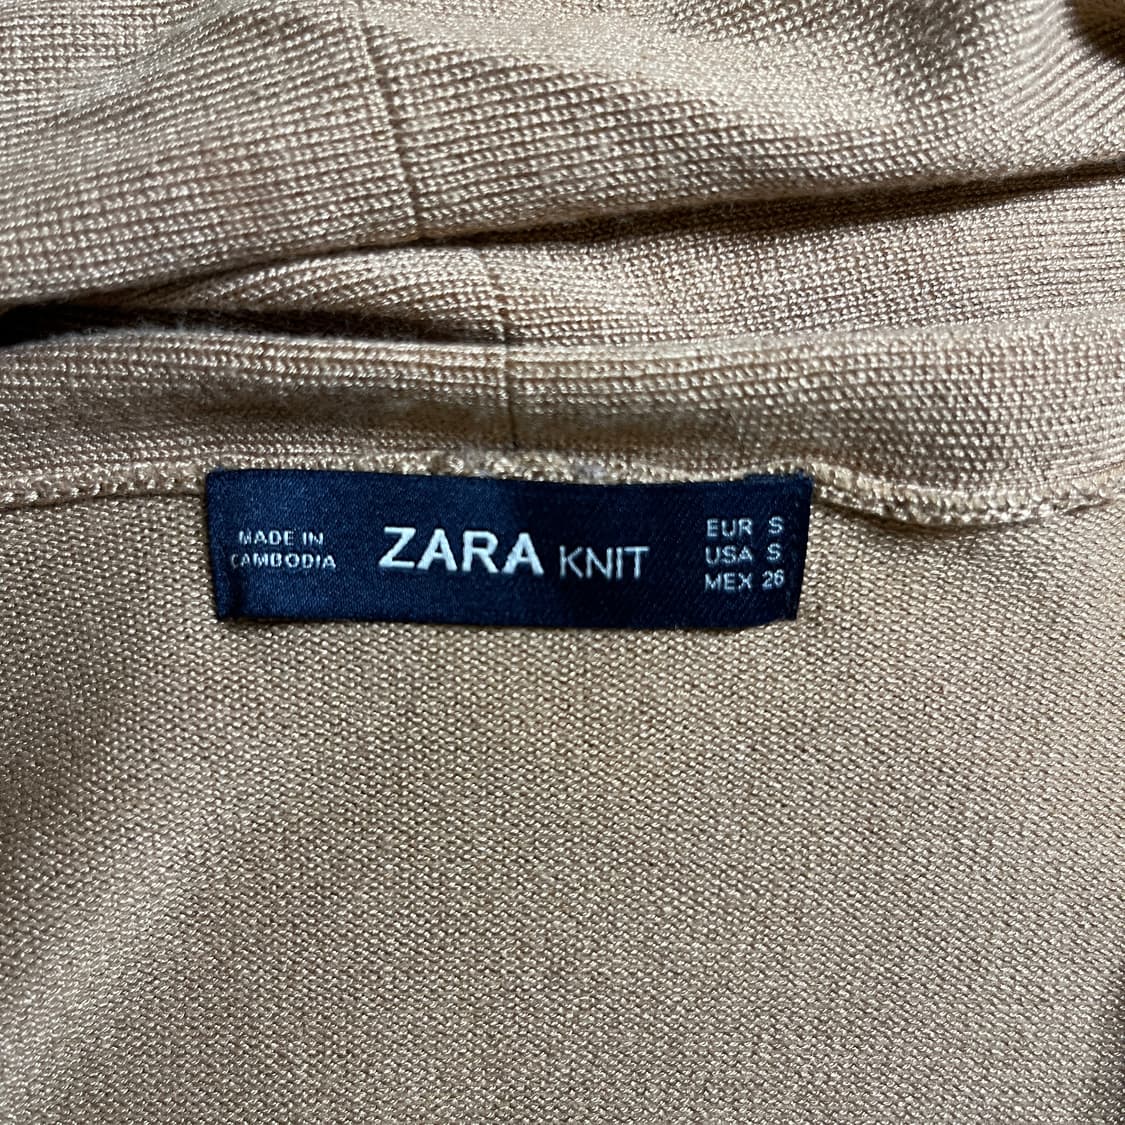 MADE IN
CAMBODIA
ZARA KNIT
EUR S
USA S
MEX 26